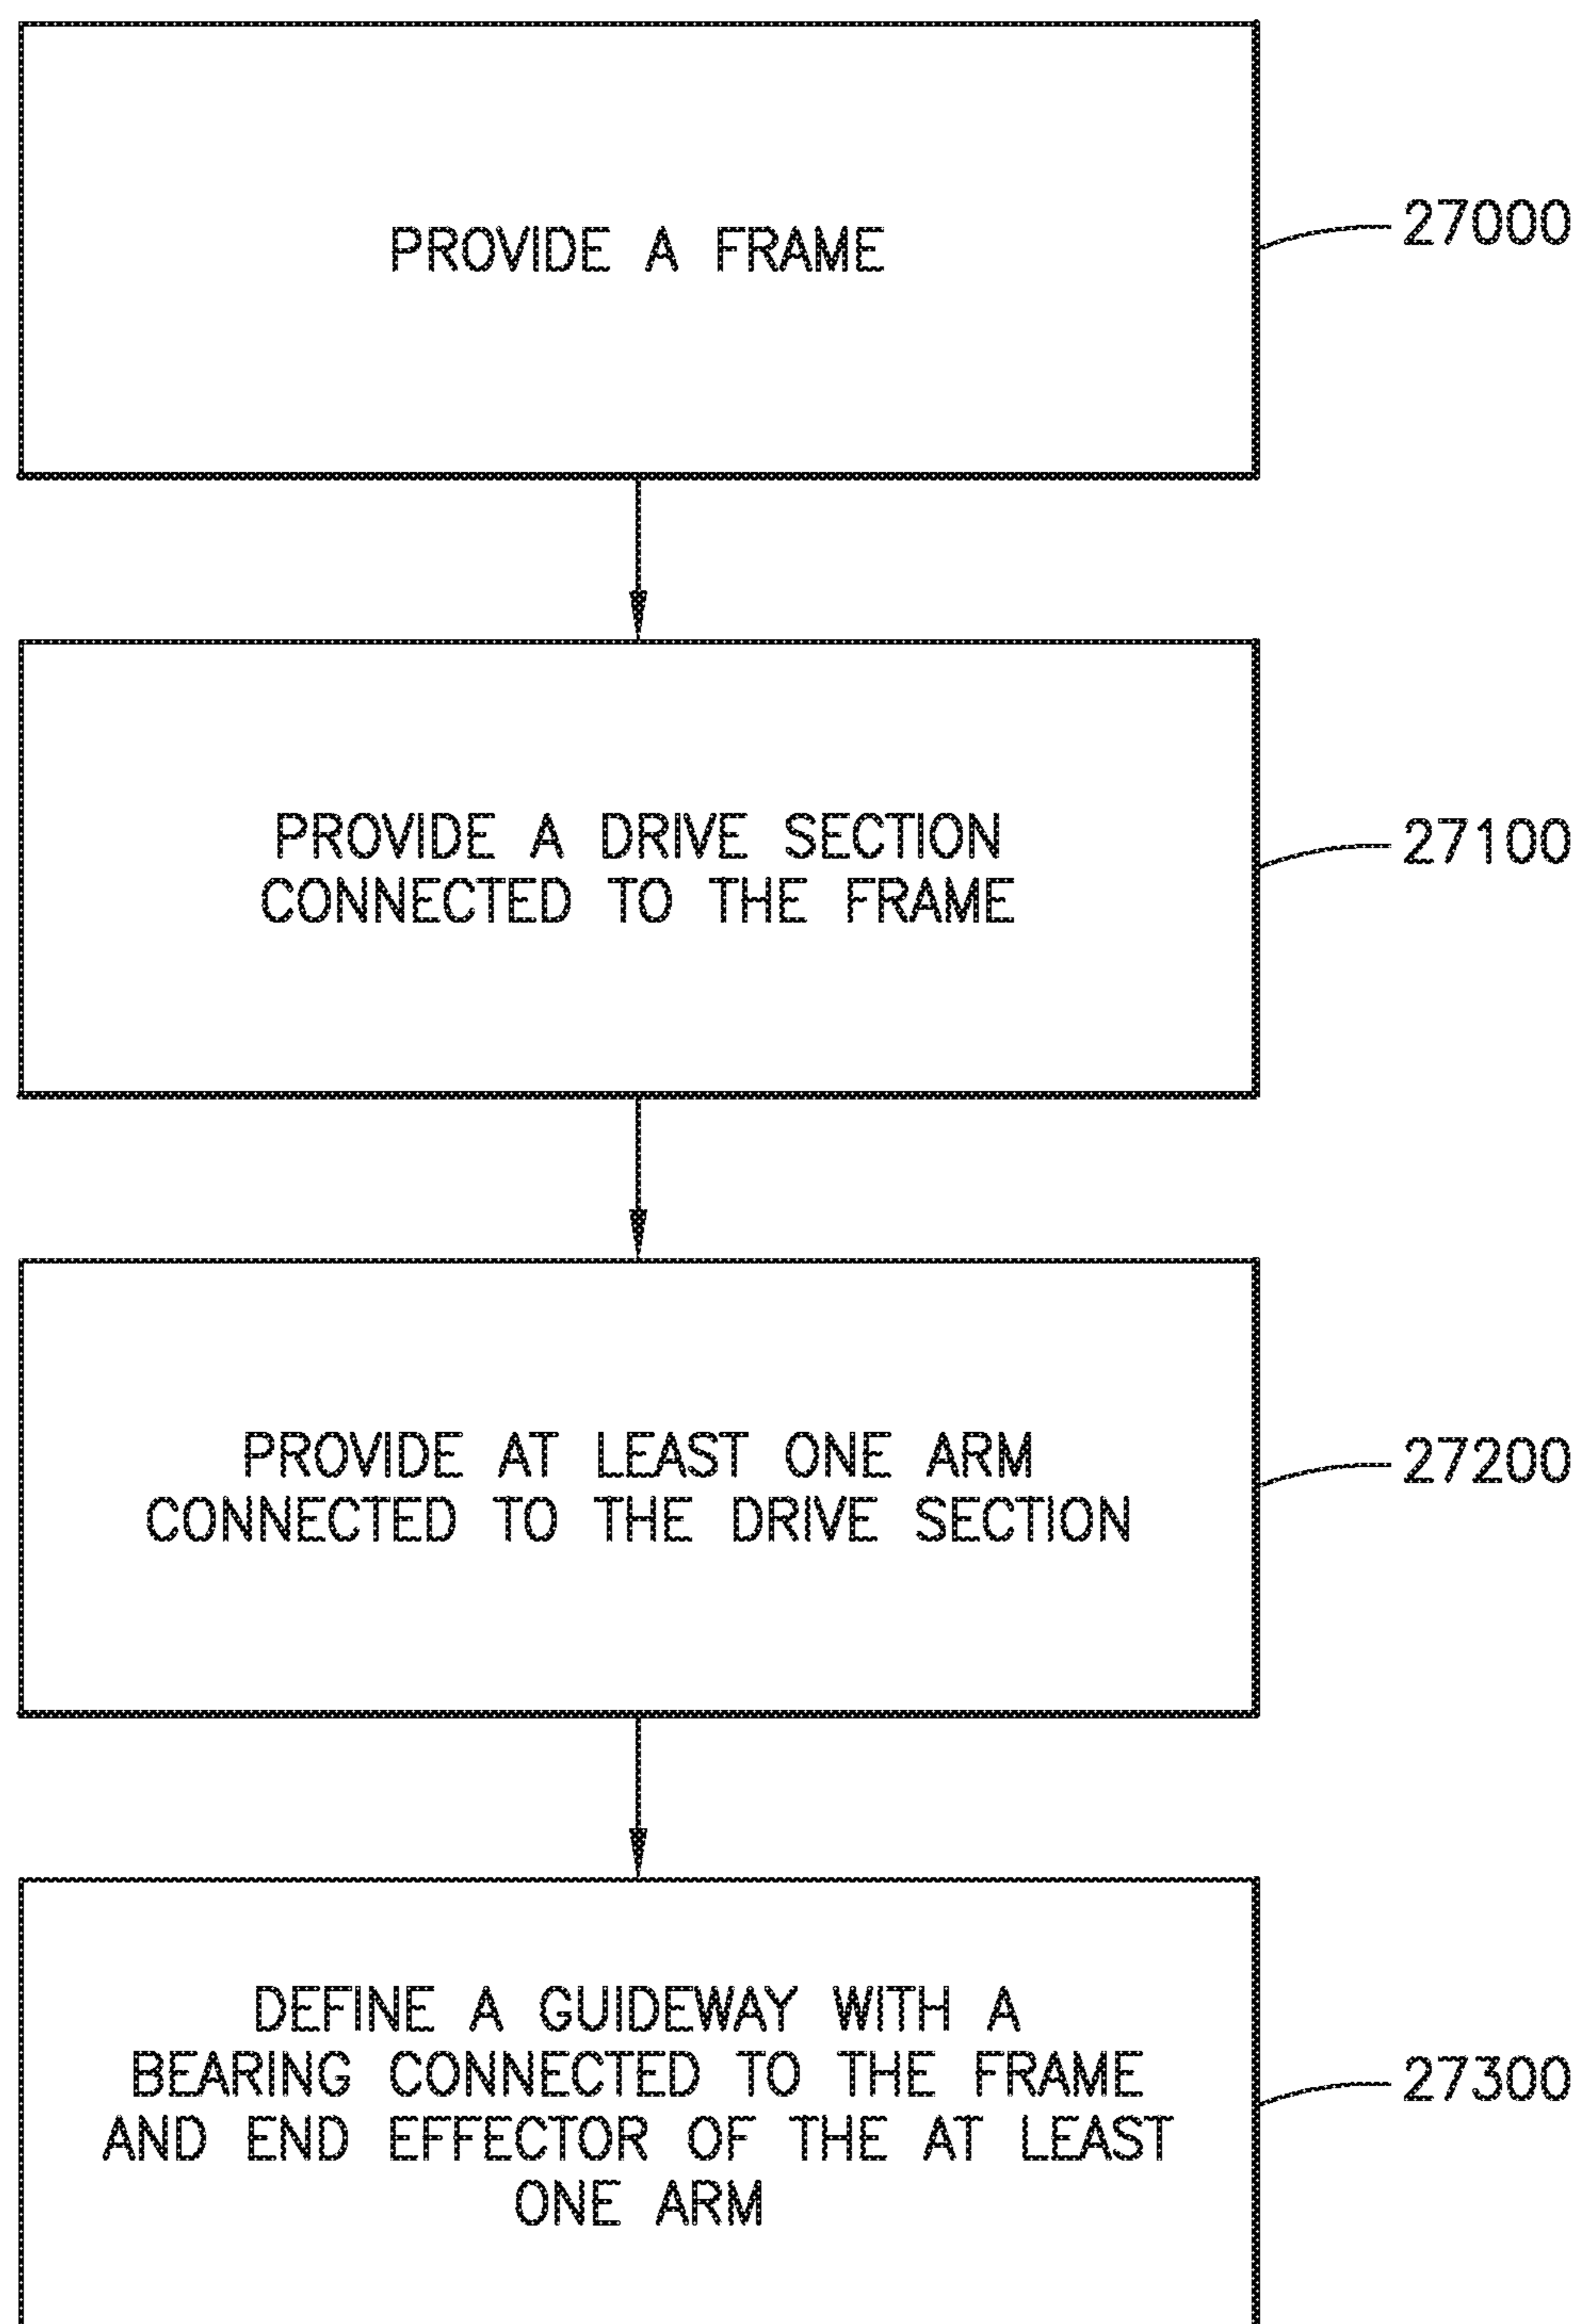 PROVIDE A FRAME
27000
PROVIDE A DRIVE SECTION
CONNECTED TO THE FRAME
27100
PROVIDE AT LEAST ONE ARM
CONNECTED TO THE DRIVE SECTION
27200
DEFINE A GUIDEWAY WITH A
BEARING CONNECTED TO THE FRAME
AND END EFFECTOR OF THE AT LEAST
ONE ARM
27300